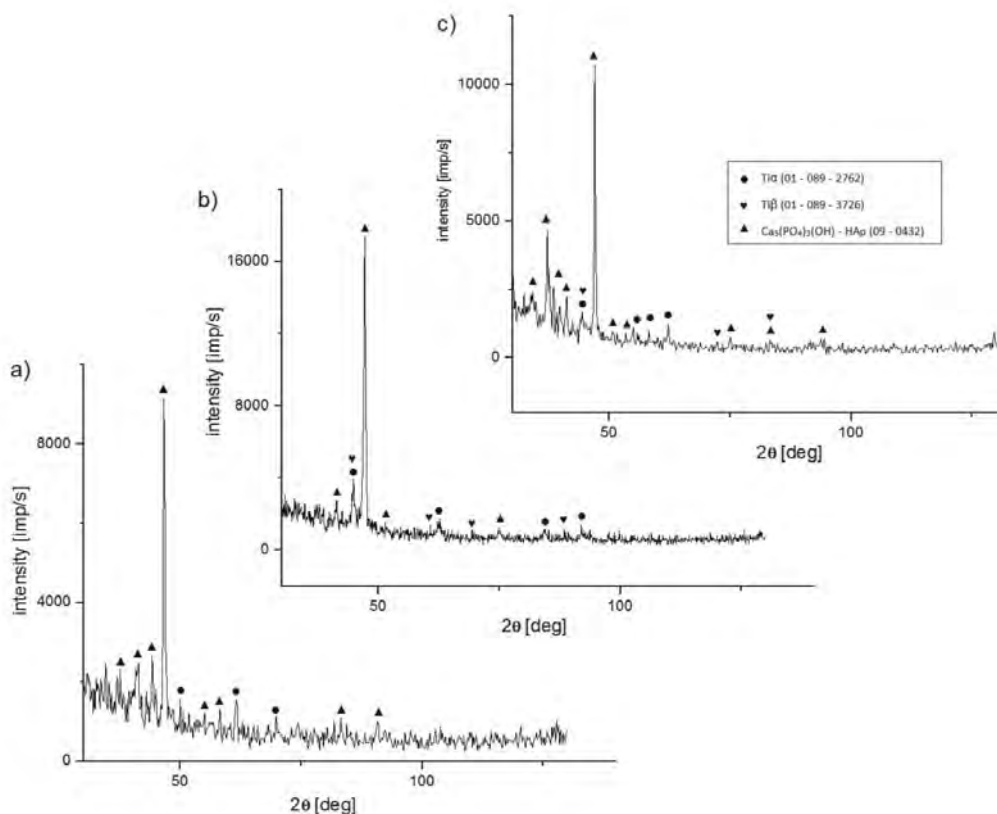 a)
intensity [imp/s]
8000
4000
0
50
100
2θ [deg]
b)
intensity [imp/s]
16000
8000
0
50
100
2θ [deg]
c)
intensity [imp/s]
10000
5000
0
50
100
2θ [deg]
Tiα (01 - 089 - 2762)
Tiβ (01 - 089 - 3726)
Ca₅(PO₄)₃(OH) - HAp (09 - 0432)